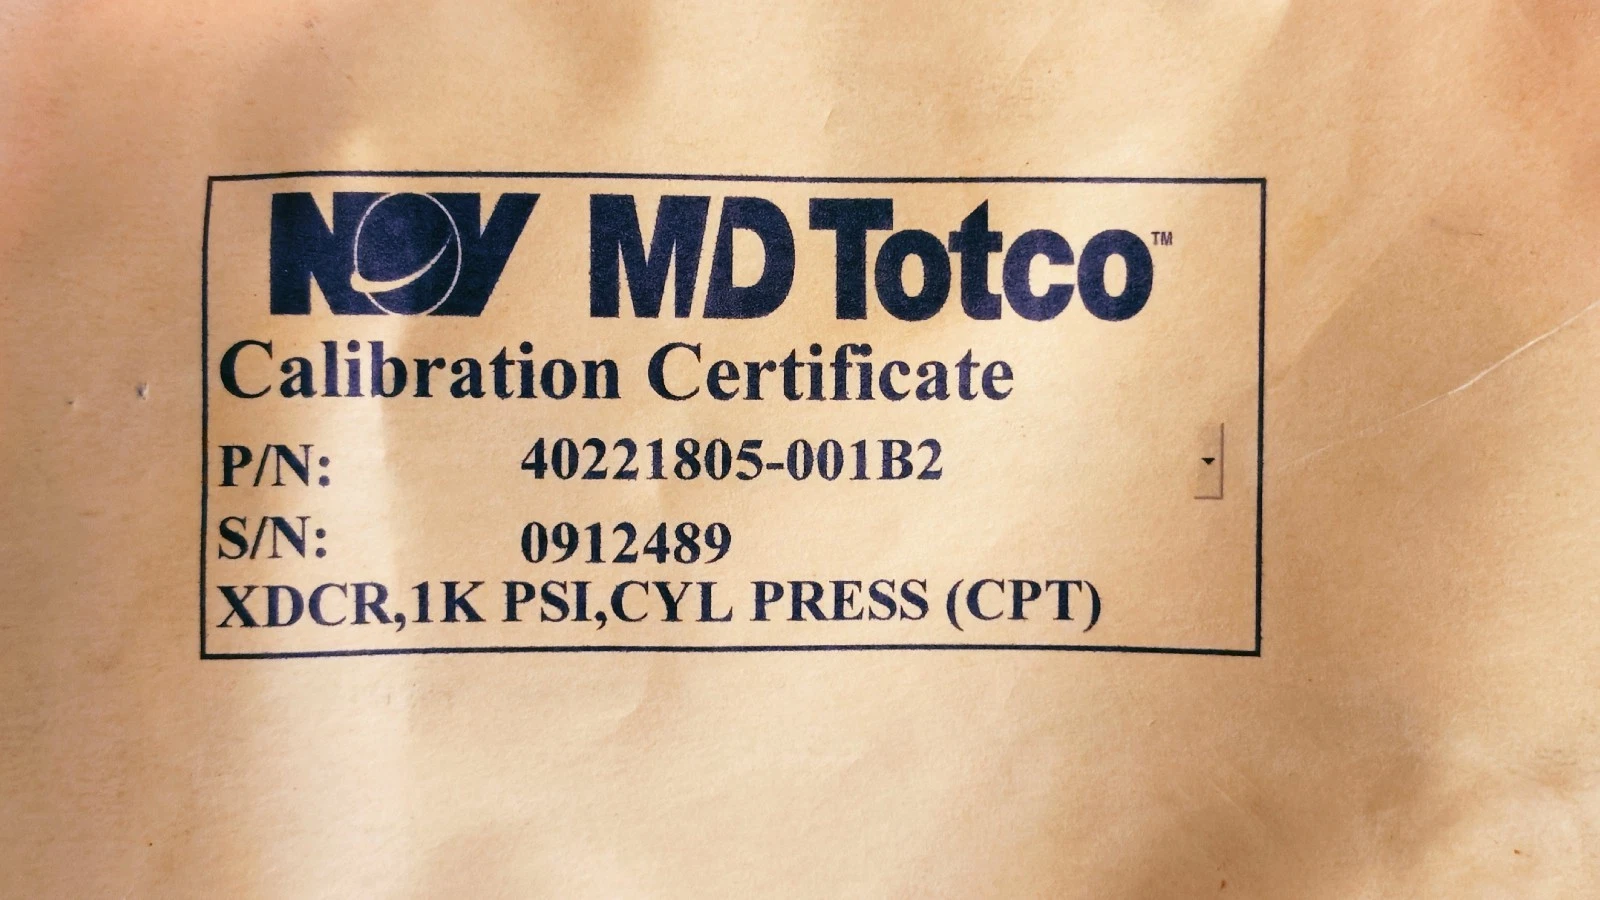 NOV MD Totco™
Calibration Certificate
P/N: 40221805-001B2
S/N: 0912489
XDCR,1K PSI,CYL PRESS (CPT)